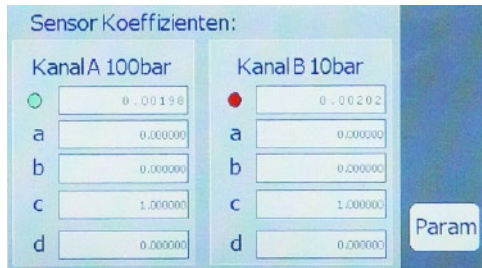 Sensor Koeffizienten:
Kanal A 100bar
0.00198
a 0.000000
b 0.000000
c 1.000000
d 0.000000
Kanal B 10bar
0.00202
a 0.000000
b 0.000000
c 1.000000
d 0.000000
Param